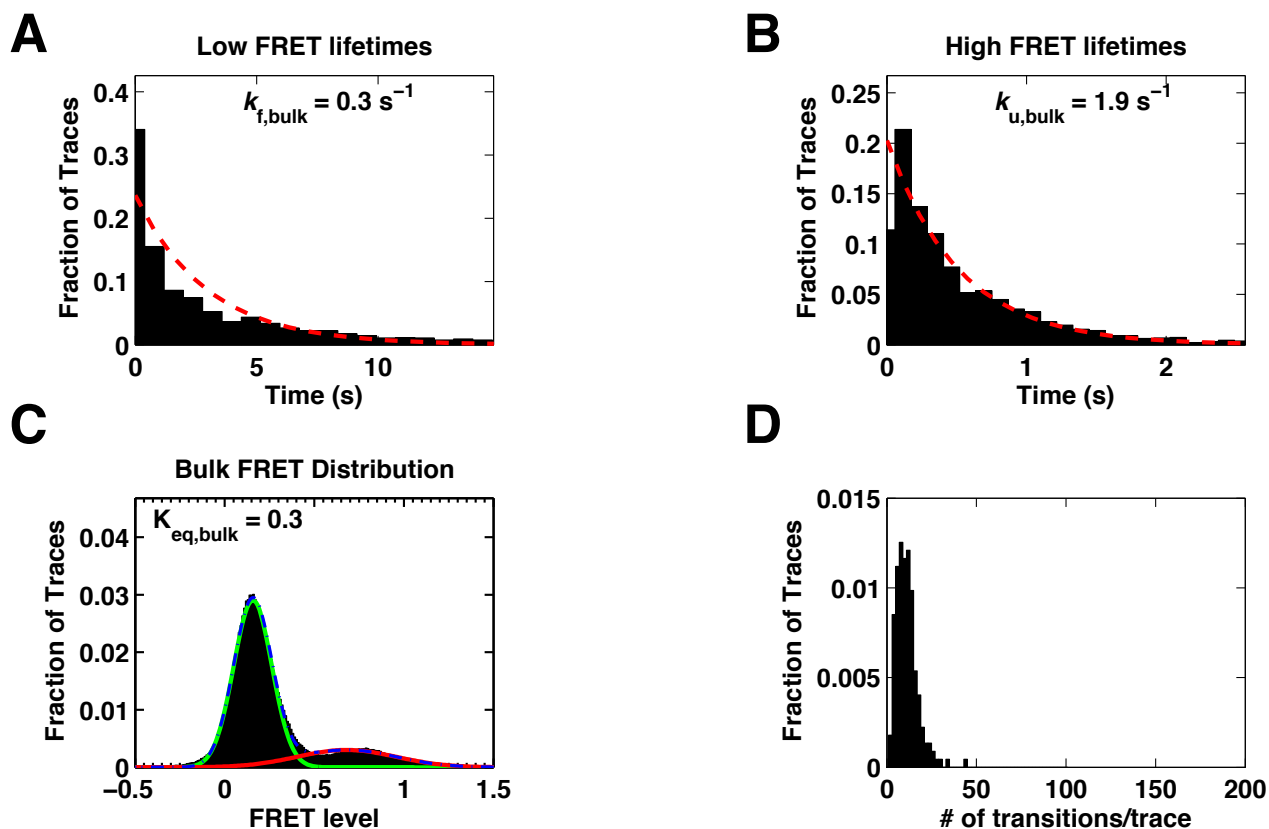 A
Low FRET lifetimes
k_f,bulk = 0.3 s⁻¹
Fraction of Traces
0.4
0.3
0.2
0.1
0
0 5 10
Time (s)
B
High FRET lifetimes
k_u,bulk = 1.9 s⁻¹
Fraction of Traces
0.25
0.2
0.15
0.1
0.05
0
0 1 2
Time (s)
C
Bulk FRET Distribution
K_eq,bulk = 0.3
Fraction of Traces
0.04
0.03
0.02
0.01
0
−0.5 0 0.5 1 1.5
FRET level
D
Fraction of Traces
0.015
0.01
0.005
0
0 50 100 150 200
# of transitions/trace